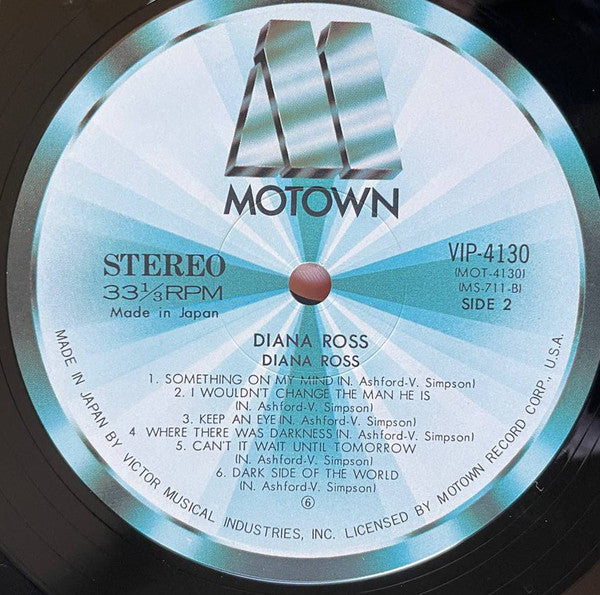 MOTOWN
STEREO
33 1/3 RPM
Made in Japan
VIP-4130
(MOT-4130)
(MS-711-B)
SIDE 2
DIANA ROSS
DIANA ROSS
1. SOMETHING ON MY MIND (N. Ashford-V. Simpson)
2. I WOULDN'T CHANGE THE MAN HE IS
(N. Ashford-V. Simpson)
3. KEEP AN EYE (N. Ashford-V. Simpson)
4 WHERE THERE WAS DARKNESS (N. Ashford-V. Simpson)
5. CAN'T IT WAIT UNTIL TOMORROW
(N. Ashford-V. Simpson)
6. DARK SIDE OF THE WORLD
(N. Ashford-V. Simpson)
⑥
MADE IN JAPAN BY VICTOR MUSICAL INDUSTRIES, INC. LICENSED BY MOTOWN RECORD CORP., U.S.A.